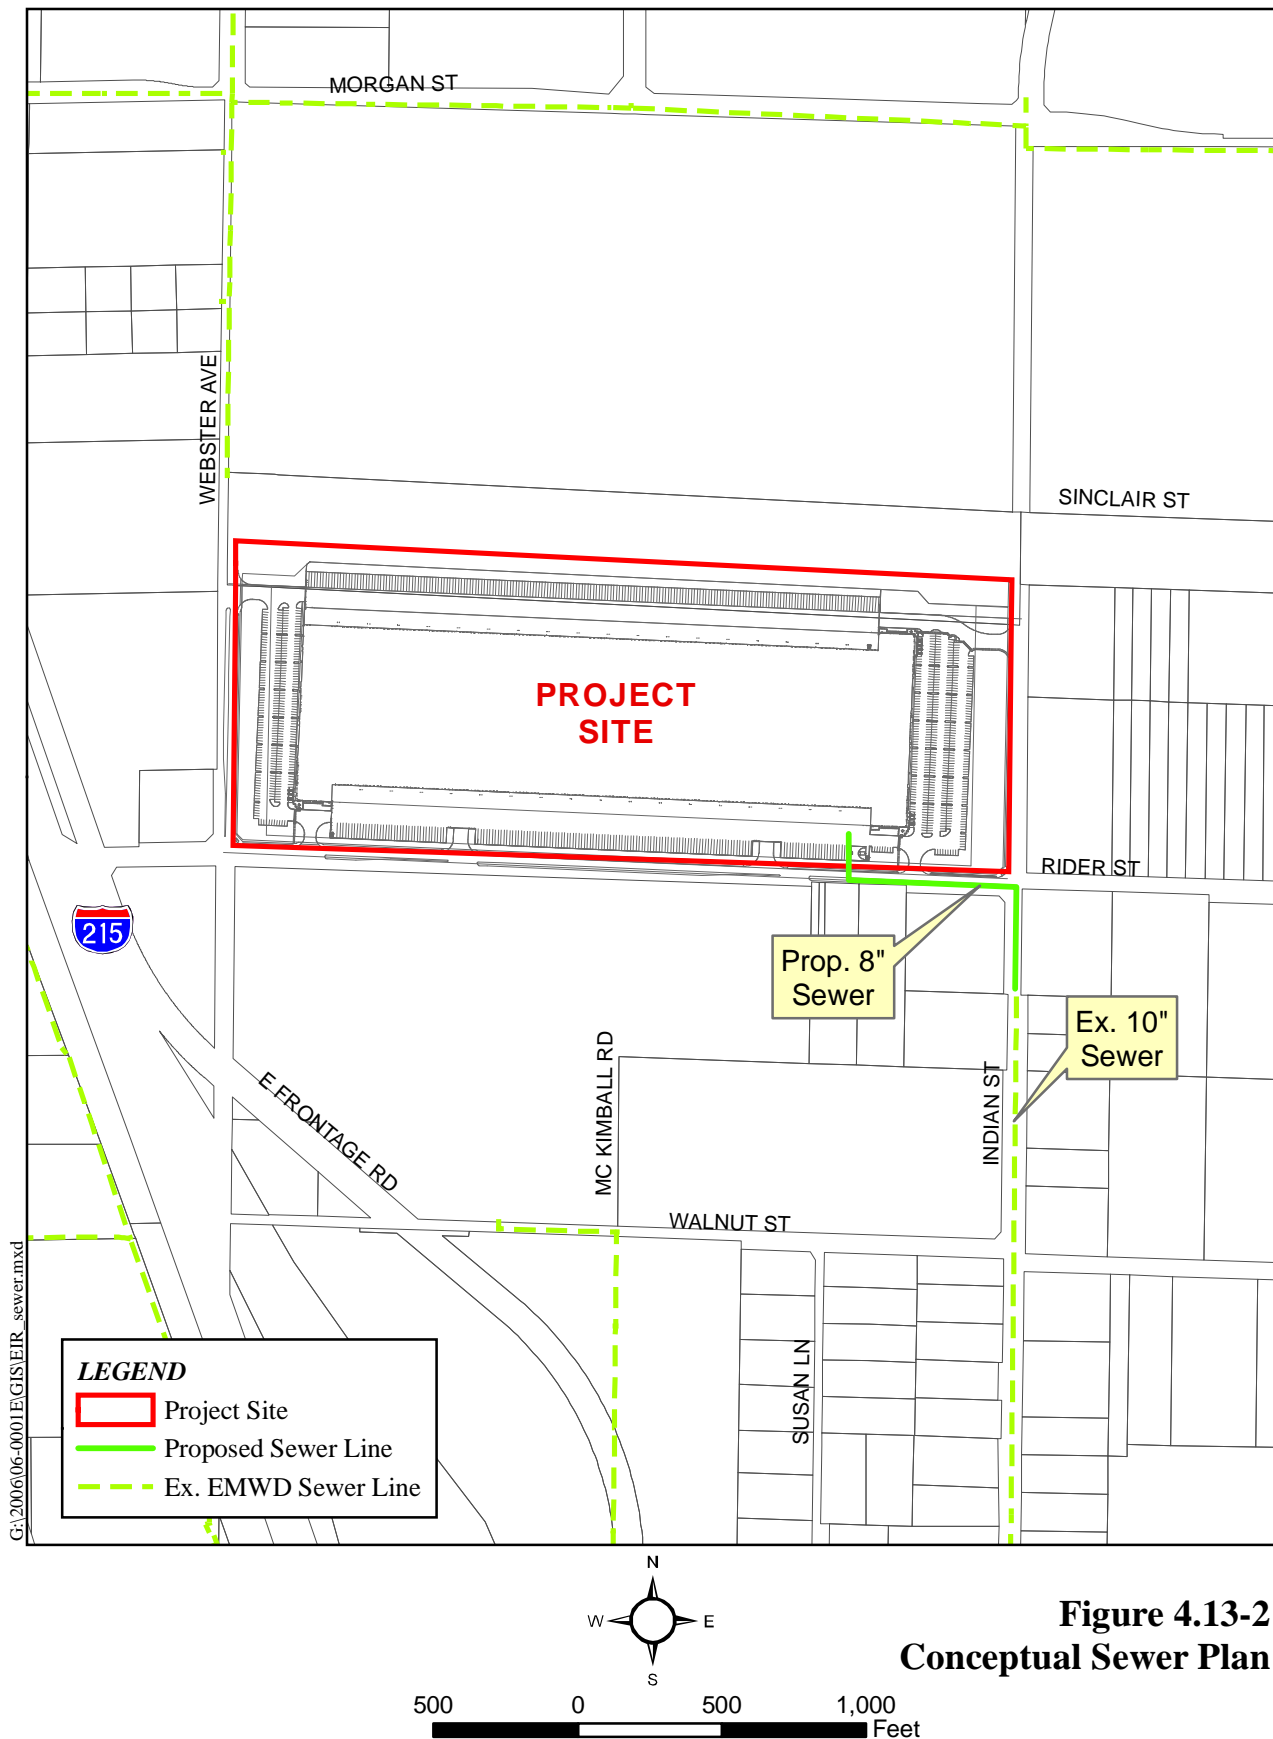 MORGAN ST
WEBSTER AVE
SINCLAIR ST
PROJECT
SITE
RIDER ST
215
Prop. 8"
Sewer
Ex. 10"
Sewer
E FRONTAGE RD
MC KIMBALL RD
INDIAN ST
WALNUT ST
SUSAN LN
LEGEND
Project Site
Proposed Sewer Line
Ex. EMWD Sewer Line
G:\2006\06-0001E\GIS\EIR_sewer.mxd
N
W
E
S
Figure 4.13-2
Conceptual Sewer Plan
500 0 500 1,000
Feet